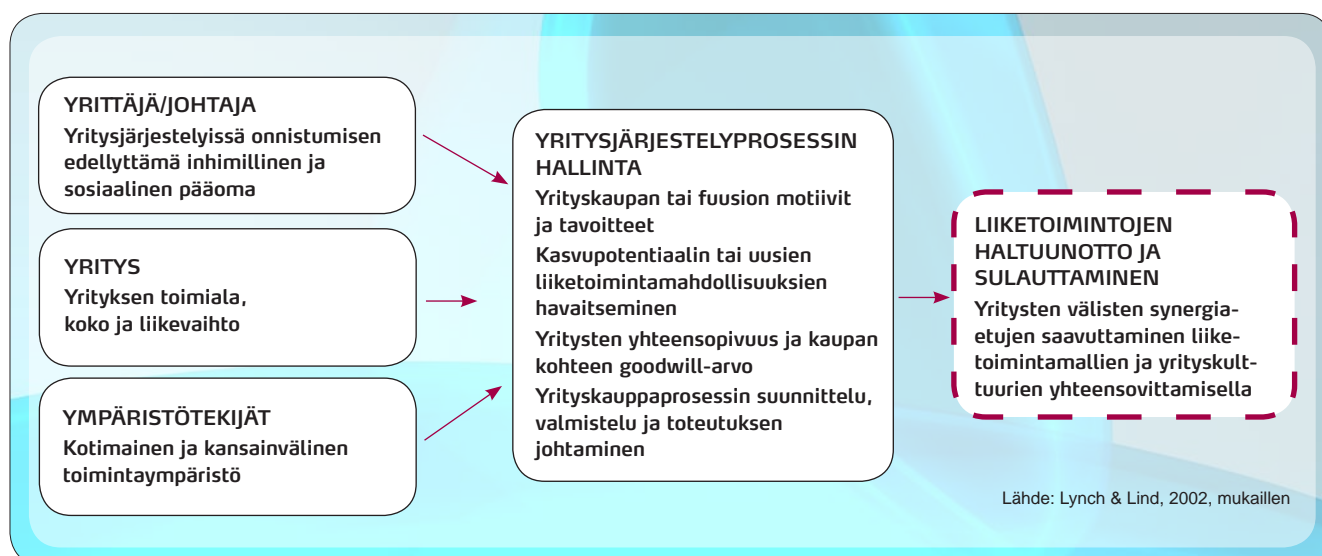 YRITTÄJÄ/JOHTAJA
Yritysjärjestelyissä onnistumisen
edellyttämä inhimillinen ja
sosiaalinen pääoma
YRITYS
Yrityksen toimiala,
koko ja liikevaihto
YMPÄRISTÖTEKIJÄT
Kotimainen ja kansainvälinen
toimintaympäristö
YRITYSJÄRJESTELYPROSESSIN
HALLINTA
Yrityskaupan tai fuusion motiivit
ja tavoitteet
Kasvupotentiaalin tai uusien
liiketoimintamahdollisuuksien
havaitseminen
Yritysten yhteensopivuus ja kaupan
kohteen goodwill-arvo
Yrityskauppaprosessin suunnittelu,
valmistelu ja toteutuksen
johtaminen
LIIKETOIMINTOJEN
HALTUUNOTTO JA
SULAUTTAMINEN
Yritysten välisten synergia-
etujen saavuttaminen liike-
toimintamallien ja yrityskult-
tuurien yhteensovittamisella
Lähde: Lynch & Lind, 2002, mukaillen